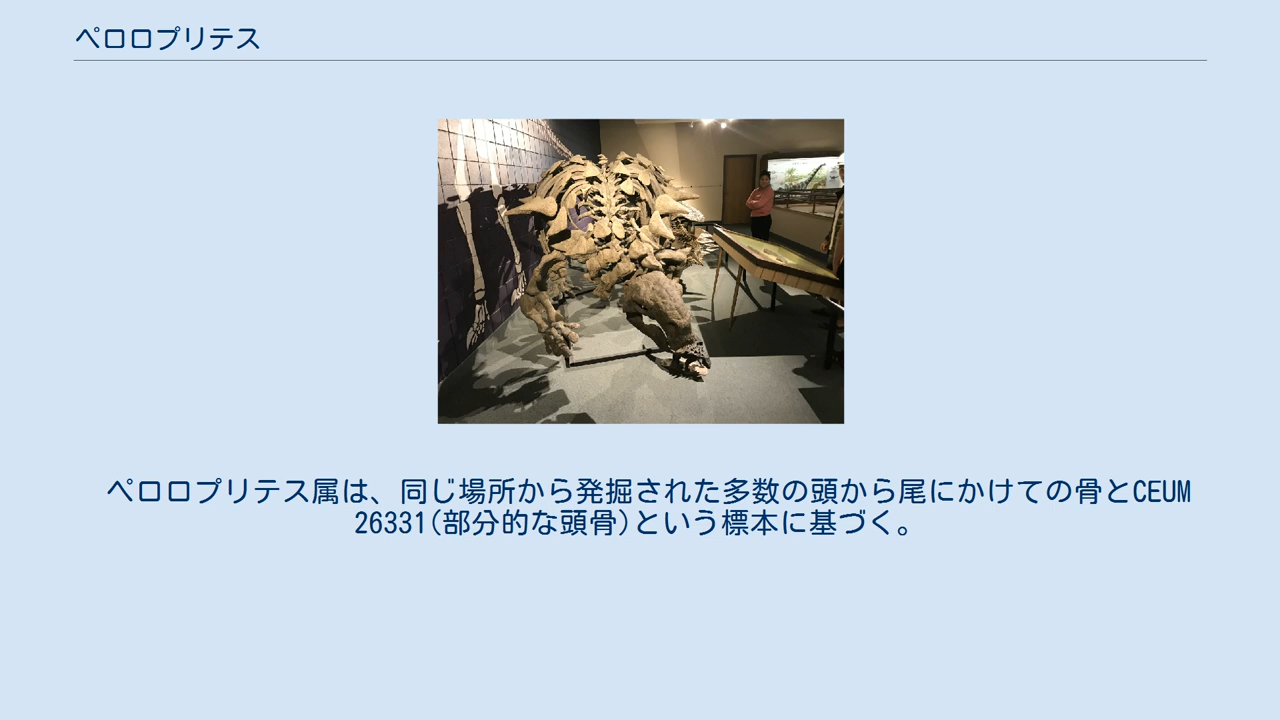 ペロロプリテス
ペロロプリテス属は、同じ場所から発掘された多数の頭から尾にかけての骨とCEUM
26331(部分的な頭骨)という標本に基づく。